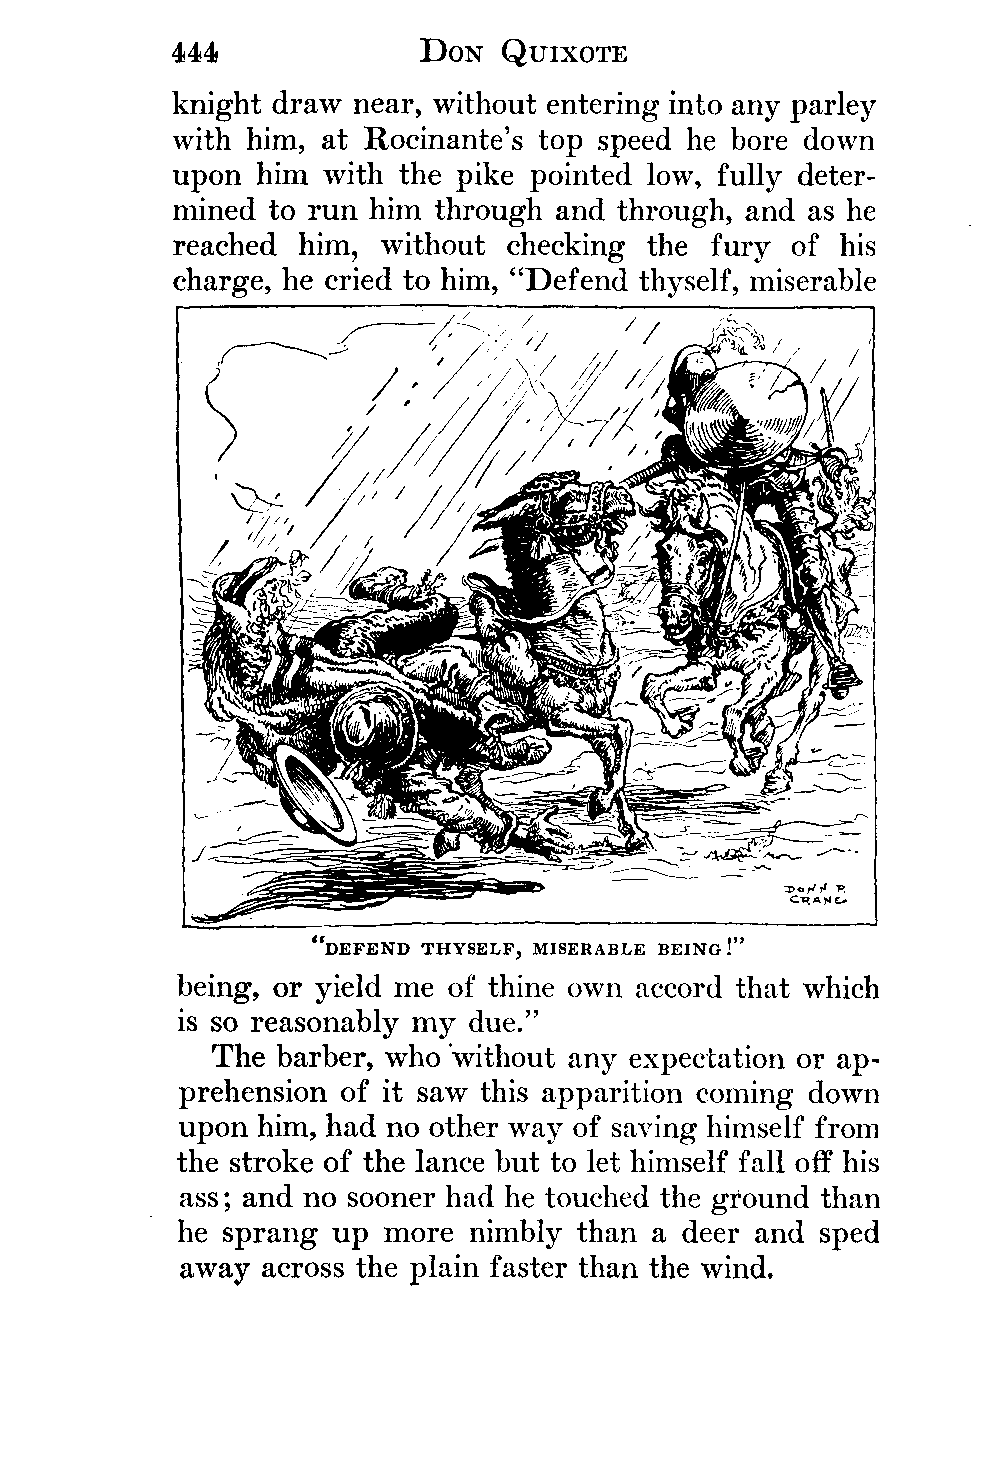 444 DON QUIXOTE
knight draw near, without entering into any parley
with him, at Rocinante's top speed he bore down
upon him with the pike pointed low, fully deter-
mined to run him through and through, and as he
reached him, without checking the fury of his
charge, he cried to him, “Defend thyself, miserable
DONN P.
CRANE
“DEFEND THYSELF, MISERABLE BEING!”
being, or yield me of thine own accord that which
is so reasonably my due.”
The barber, who without any expectation or ap-
prehension of it saw this apparition coming down
upon him, had no other way of saving himself from
the stroke of the lance but to let himself fall off his
ass; and no sooner had he touched the ground than
he sprang up more nimbly than a deer and sped
away across the plain faster than the wind.